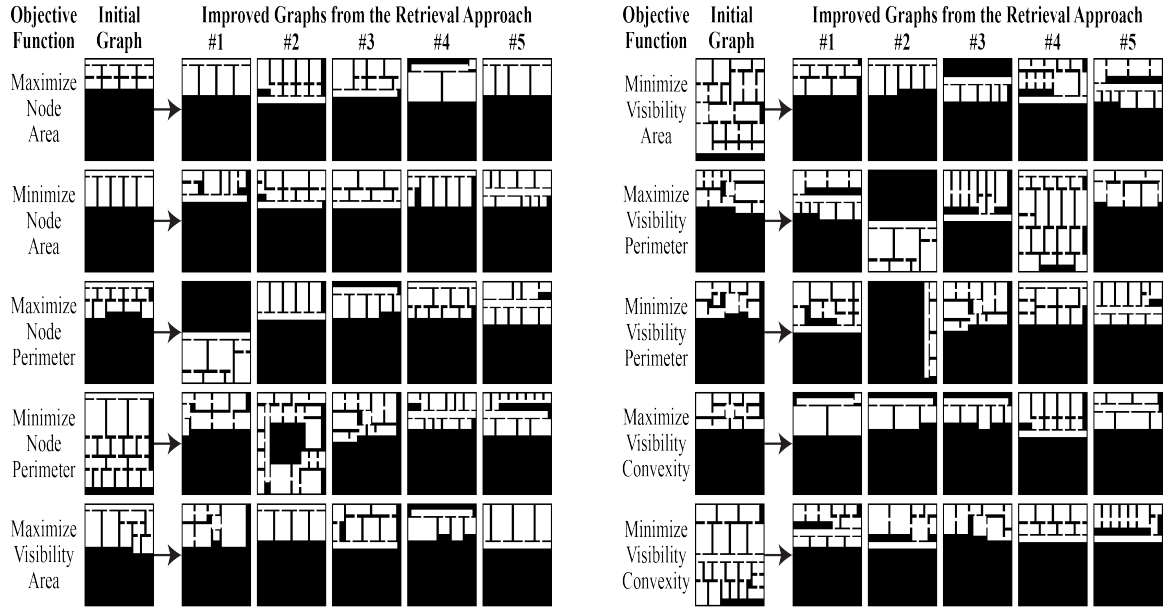 Objective Initial Improved Graphs from the Retrieval Approach
Function Graph #1 #2 #3 #4 #5
Maximize
Node
Area
Minimize
Node
Area
Maximize
Node
Perimeter
Minimize
Node
Perimeter
Maximize
Visibility
Area
Objective Initial Improved Graphs from the Retrieval Approach
Function Graph #1 #2 #3 #4 #5
Minimize
Visibility
Area
Maximize
Visibility
Perimeter
Minimize
Visibility
Perimeter
Maximize
Visibility
Convexity
Minimize
Visibility
Convexity